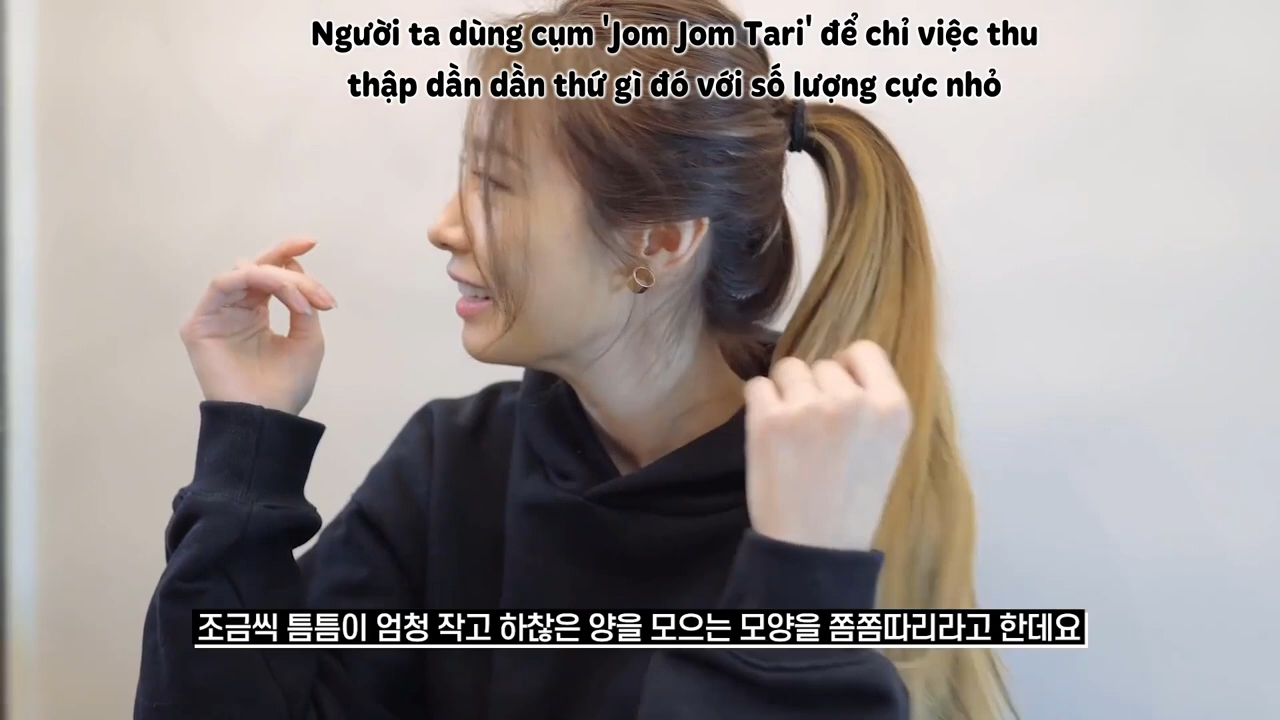 Người ta dùng cụm 'Jom Jom Tari' để chỉ việc thu
thập dần dần thứ gì đó với số lượng cực nhỏ
조금씩 틈틈이 엄청 작고 하찮은 양을 모으는 모양을 쫌쫌따리라고 한데요